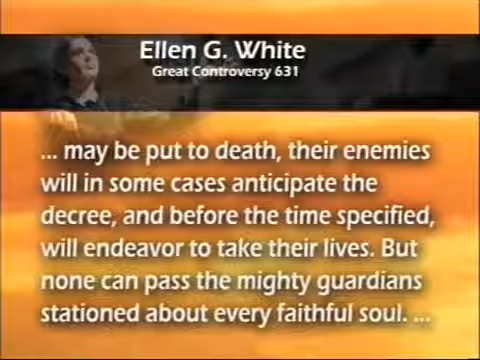 Ellen G. White
Great Controversy 631
... may be put to death, their enemies
will in some cases anticipate the
decree, and before the time specified,
will endeavor to take their lives. But
none can pass the mighty guardians
stationed about every faithful soul. ...